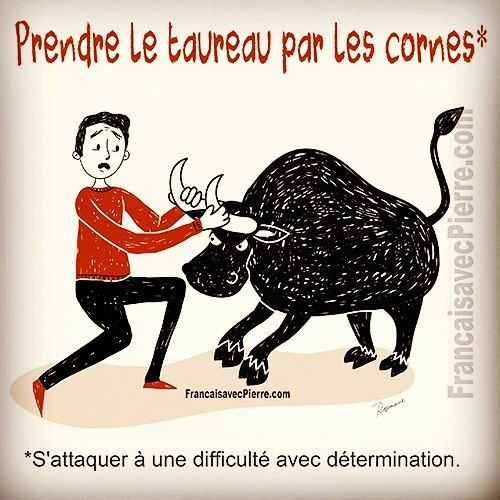 Prendre le taureau par les cornes*
FrancaisavecPierre.com
FrancaisavecPierre.com
*S'attaquer à une difficulté avec détermination.